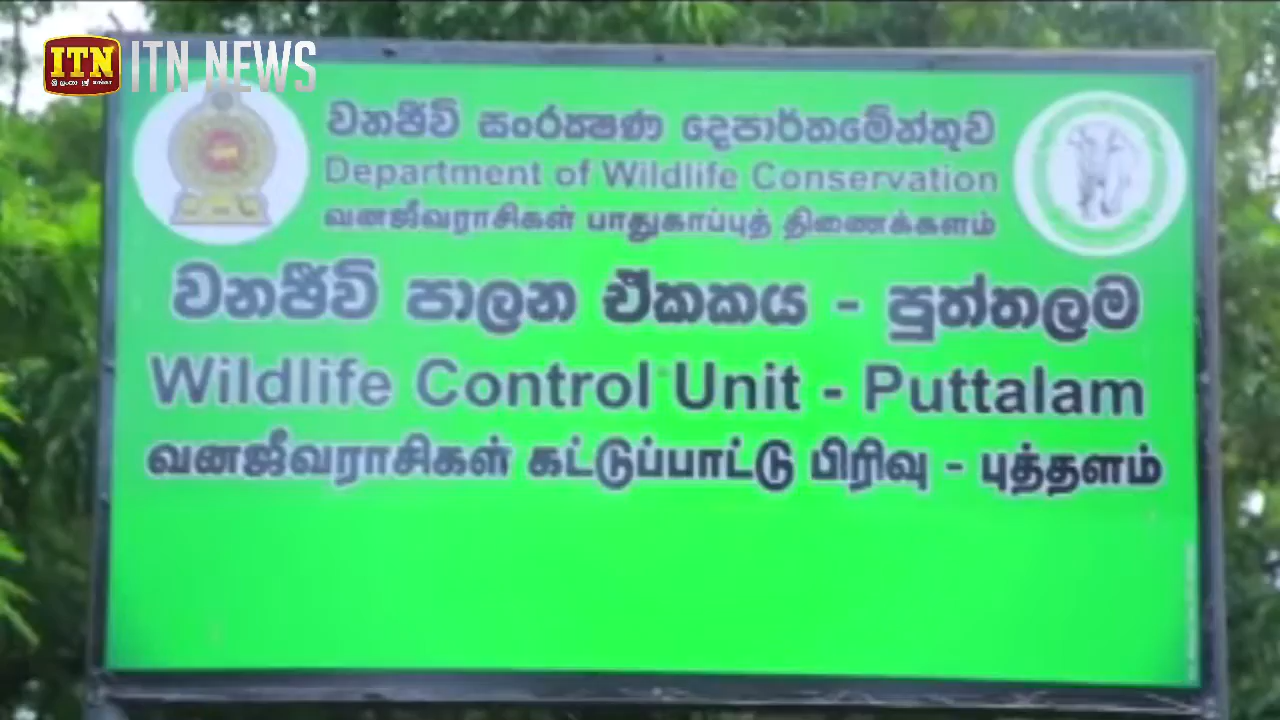 ITN ITN NEWS
වනජීවි සංරක්ෂණ දෙපාර්තමේන්තුව
Department of Wildlife Conservation
வனஜீவராசிகள் பாதுகாப்புத் திணைக்களம்
වනජීවි පාලන ඒකකය - පුත්තලම
Wildlife Control Unit - Puttalam
வனஜீவராசிகள் கட்டுப்பாட்டு பிரிவு - புத்தளம்